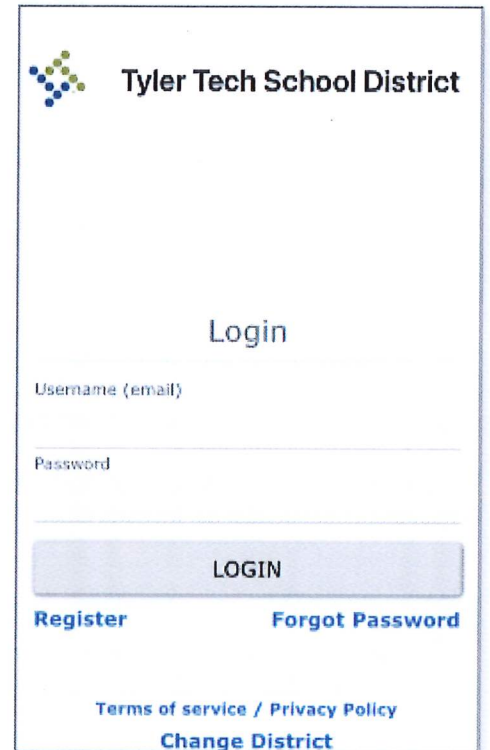 Tyler Tech School District
Login
Username (email)
Password
LOGIN
Register Forgot Password
Terms of service / Privacy Policy
Change District